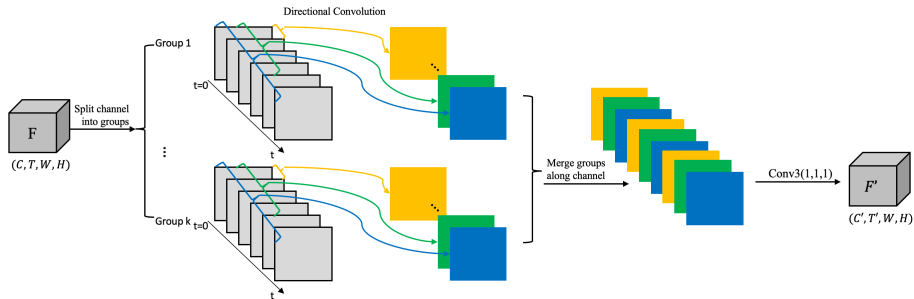 Directional Convolution
Group 1
t=0
t
F
(C, T, W, H)
Split channel
into groups
⋮
Group k
t=0
t
Merge groups
along channel
Conv3(1,1,1)
F'
(C', T', W, H)